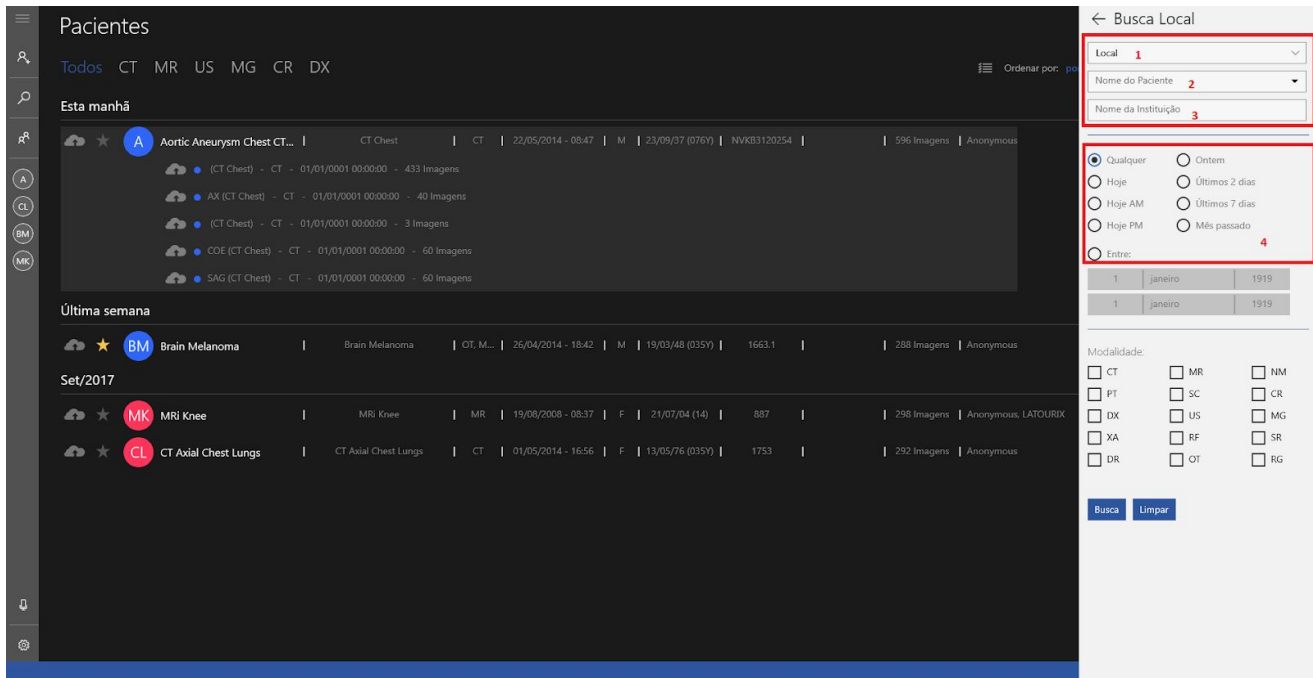 Pacientes
Todos CT MR US MG CR DX
Ordenar por:
Esta manhã
A Aortic Aneurysm Chest CT... | CT Chest | CT | 22/05/2014 - 08:47 | M | 23/09/37 (076Y) | NVKB3120254 | | 596 Imagens | Anonymous
(CT Chest) - CT - 01/01/0001 00:00:00 - 433 Imagens
AX (CT Chest) - CT - 01/01/0001 00:00:00 - 40 Imagens
(CT Chest) - CT - 01/01/0001 00:00:00 - 3 Imagens
COE (CT Chest) - CT - 01/01/0001 00:00:00 - 60 Imagens
SAG (CT Chest) - CT - 01/01/0001 00:00:00 - 60 Imagens
Última semana
BM Brain Melanoma | Brain Melanoma | OT, M... | 26/04/2014 - 18:42 | M | 19/03/48 (035Y) | 1663.1 | | 288 Imagens | Anonymous
Set/2017
MK MRi Knee | MRi Knee | MR | 19/08/2008 - 08:37 | F | 21/07/04 (14) | 887 | | 298 Imagens | Anonymous, LATOURIX
CL CT Axial Chest Lungs | CT Axial Chest Lungs | CT | 01/05/2014 - 16:56 | F | 13/05/76 (035Y) | 1753 | | 292 Imagens | Anonymous
A
CL
BM
MK
Busca Local
Local 1
Nome do Paciente 2
Nome da Instituição 3
Qualquer Ontem
Hoje Últimos 2 dias
Hoje AM Últimos 7 dias
Hoje PM Mês passado
4
Entre:
1 janeiro 1919
1 janeiro 1919
Modalidade:
CT MR NM
PT SC CR
DX US MG
XA RF SR
DR OT RG
Busca Limpar